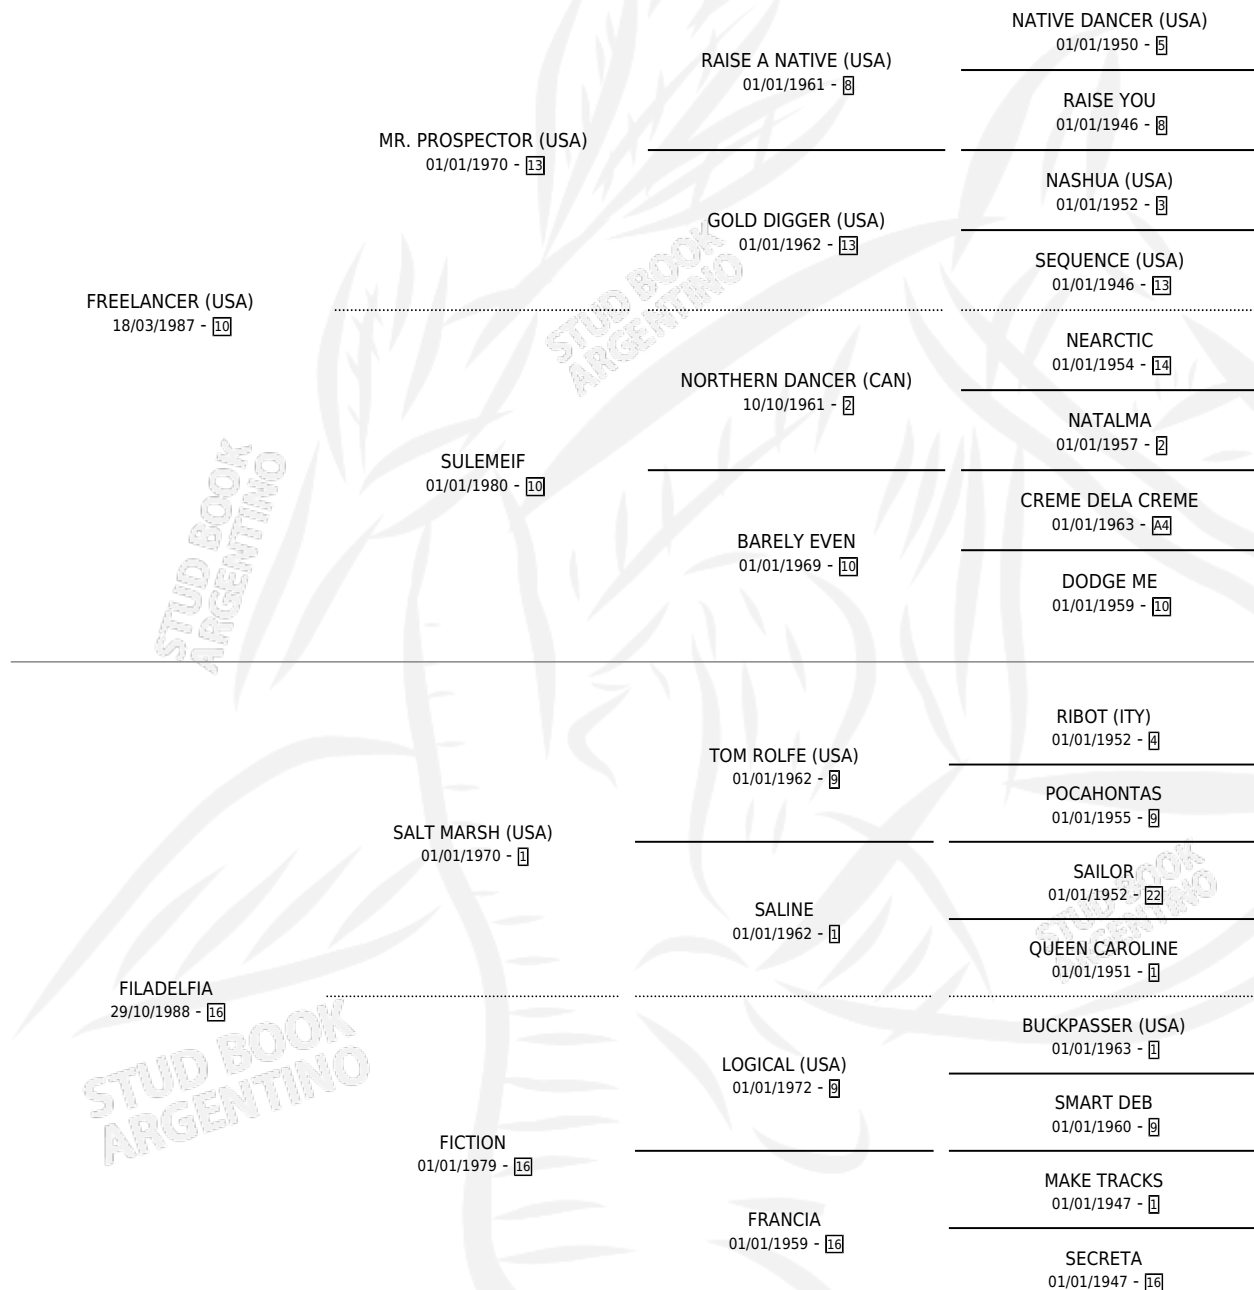 NATIVE DANCER (USA)
01/01/1950 - 5
RAISE A NATIVE (USA)
01/01/1961 - 8
RAISE YOU
01/01/1946 - 8
MR. PROSPECTOR (USA)
01/01/1970 - 13
NASHUA (USA)
01/01/1952 - 3
GOLD DIGGER (USA)
01/01/1962 - 13
SEQUENCE (USA)
01/01/1946 - 13
FREELANCER (USA)
18/03/1987 - 10
NEARCTIC
01/01/1954 - 14
NORTHERN DANCER (CAN)
10/10/1961 - 2
NATALMA
01/01/1957 - 2
SULEMEIF
01/01/1980 - 10
CREME DELA CREME
01/01/1963 - A4
BARELY EVEN
01/01/1969 - 10
DODGE ME
01/01/1959 - 10
RIBOT (ITY)
01/01/1952 - 4
TOM ROLFE (USA)
01/01/1962 - 9
POCAHONTAS
01/01/1955 - 9
SALT MARSH (USA)
01/01/1970 - 1
SAILOR
01/01/1952 - 22
SALINE
01/01/1962 - 1
QUEEN CAROLINE
01/01/1951 - 1
FILADELFIA
29/10/1988 - 16
BUCKPASSER (USA)
01/01/1963 - 1
LOGICAL (USA)
01/01/1972 - 9
SMART DEB
01/01/1960 - 9
FICTION
01/01/1979 - 16
MAKE TRACKS
01/01/1947 - 1
FRANCIA
01/01/1959 - 16
SECRETA
01/01/1947 - 16
STUD BOOK
ARGENTINO
STUD BOOK
ARGENTINO
STUD BOOK
ARGENTINO
STUD BOOK
ARGENTINO